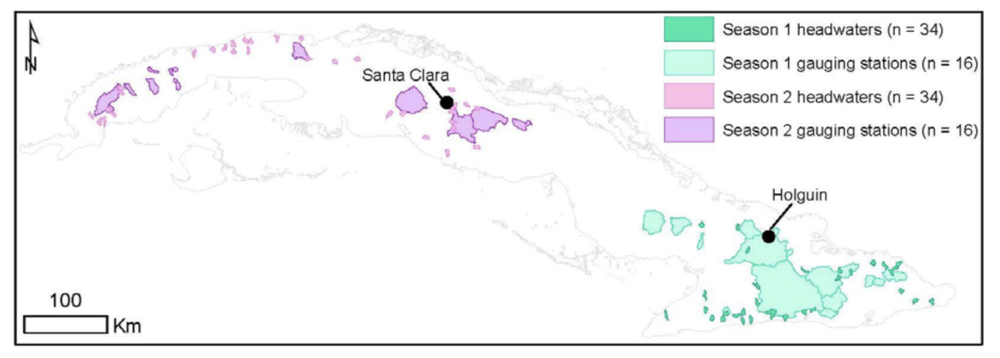 N
Season 1 headwaters (n = 34)
Season 1 gauging stations (n = 16)
Season 2 headwaters (n = 34)
Season 2 gauging stations (n = 16)
Santa Clara
Holguin
100
Km